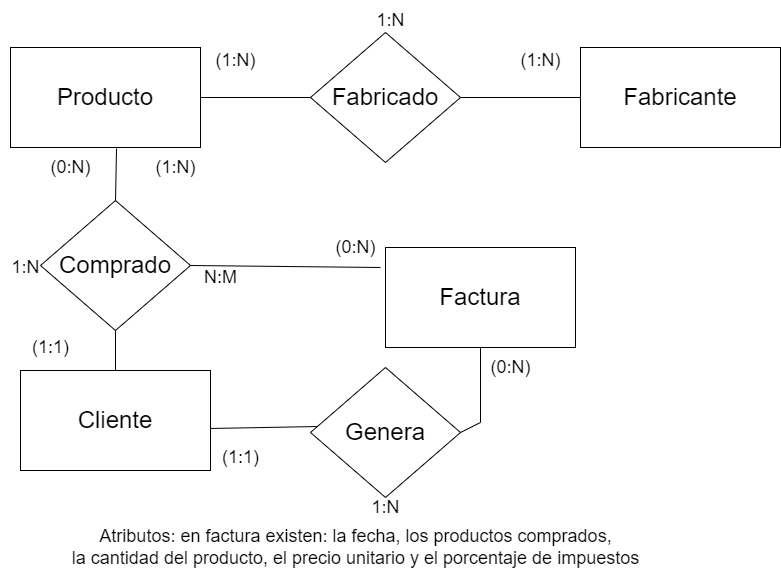 1:N
(1:N)
(1:N)
Producto
Fabricado
Fabricante
(0:N)
(1:N)
(0:N)
1:N
Comprado
N:M
Factura
(1:1)
(0:N)
Cliente
Genera
(1:1)
1:N
Atributos: en factura existen: la fecha, los productos comprados,
la cantidad del producto, el precio unitario y el porcentaje de impuestos